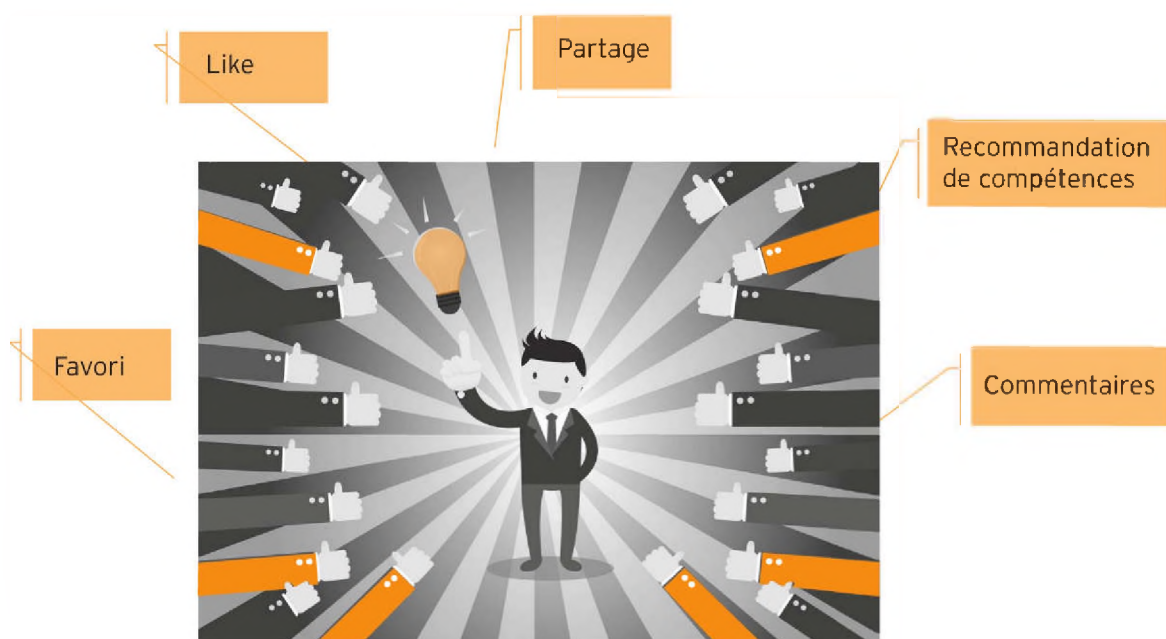 Like
Partage
Recommandation
de compétences
Favori
Commentaires